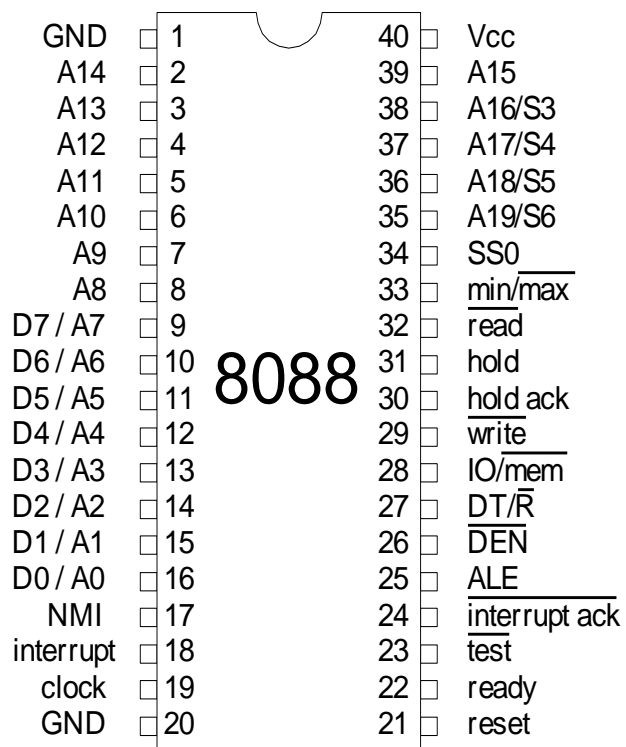 GND 1 40 Vcc
A14 2 39 A15
A13 3 38 A16/S3
A12 4 37 A17/S4
A11 5 36 A18/S5
A10 6 35 A19/S6
A9 7 34 SS0
A8 8 33 min/max
D7 / A7 9 32 read
D6 / A6 10 31 hold
8088
D5 / A5 11 30 hold ack
D4 / A4 12 29 write
D3 / A3 13 28 IO/mem
D2 / A2 14 27 DT/R
D1 / A1 15 26 DEN
D0 / A0 16 25 ALE
NMI 17 24 interrupt ack
interrupt 18 23 test
clock 19 22 ready
GND 20 21 reset